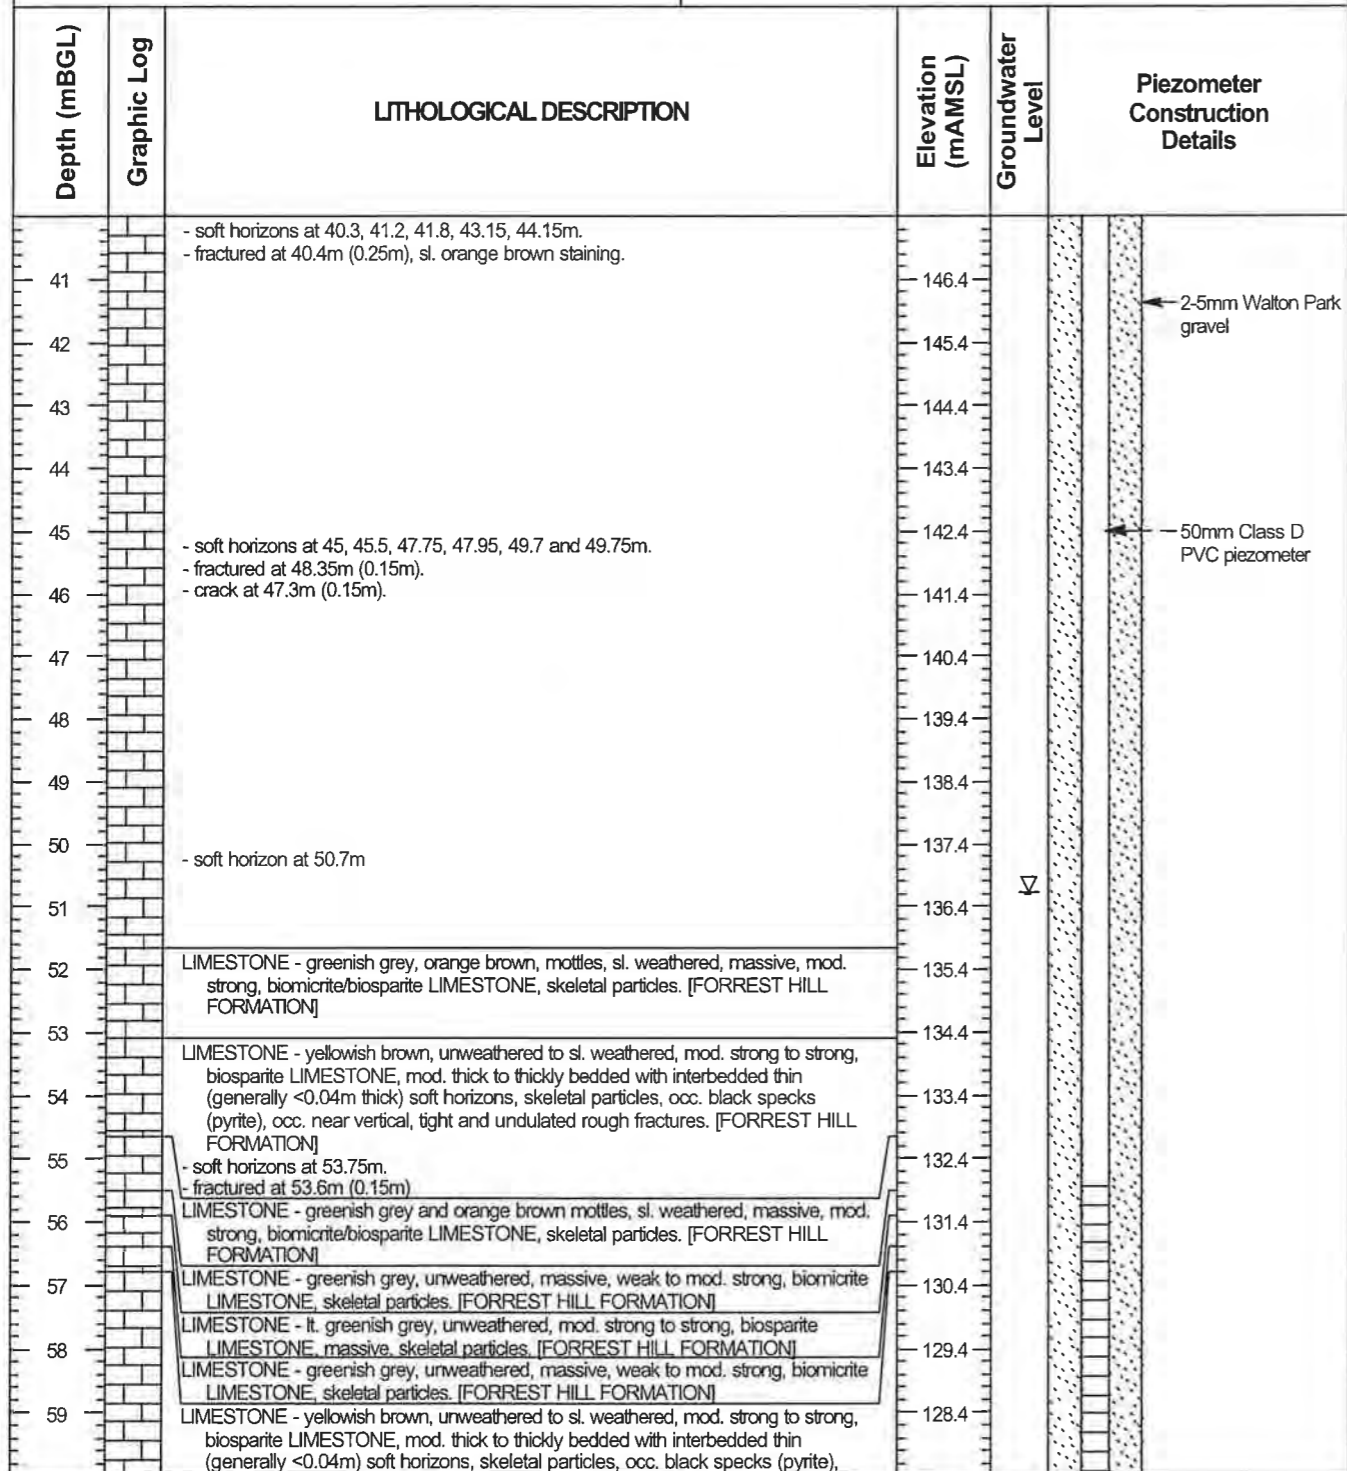 Depth (mBGL)
Graphic Log
LITHOLOGICAL DESCRIPTION
Elevation
(mAMSL)
Groundwater
Level
Piezometer
Construction
Details
- soft horizons at 40.3, 41.2, 41.8, 43.15, 44.15m.
- fractured at 40.4m (0.25m), sl. orange brown staining.
41
146.4
2-5mm Walton Park
gravel
42
145.4
43
144.4
44
143.4
45
142.4
50mm Class D
PVC piezometer
- soft horizons at 45, 45.5, 47.75, 47.95, 49.7 and 49.75m.
- fractured at 48.35m (0.15m).
- crack at 47.3m (0.15m).
46
141.4
47
140.4
48
139.4
49
138.4
50
137.4
- soft horizon at 50.7m
51
136.4
52
135.4
LIMESTONE - greenish grey, orange brown, mottles, sl. weathered, massive, mod.
strong, biomicrite/biosparite LIMESTONE, skeletal particles. [FORREST HILL
FORMATION]
53
134.4
LIMESTONE - yellowish brown, unweathered to sl. weathered, mod. strong to strong,
biosparite LIMESTONE, mod. thick to thickly bedded with interbedded thin
(generally <0.04m thick) soft horizons, skeletal particles, occ. black specks
(pyrite), occ. near vertical, tight and undulated rough fractures. [FORREST HILL
FORMATION]
54
133.4
55
132.4
- soft horizons at 53.75m.
- fractured at 53.6m (0.15m)
LIMESTONE - greenish grey and orange brown mottles, sl. weathered, massive, mod.
strong, biomicrite/biosparite LIMESTONE, skeletal particles. [FORREST HILL
FORMATION]
56
131.4
LIMESTONE - greenish grey, unweathered, massive, weak to mod. strong, biomicrite
LIMESTONE, skeletal particles. [FORREST HILL FORMATION]
57
130.4
LIMESTONE - lt. greenish grey, unweathered, mod. strong to strong, biosparite
LIMESTONE, massive, skeletal particles. [FORREST HILL FORMATION]
58
129.4
LIMESTONE - greenish grey, unweathered, massive, weak to mod. strong, biomicrite
LIMESTONE, skeletal particles. [FORREST HILL FORMATION]
59
128.4
LIMESTONE - yellowish brown, unweathered to sl. weathered, mod. strong to strong,
biosparite LIMESTONE, mod. thick to thickly bedded with interbedded thin
(generally <0.04m) soft horizons, skeletal particles, occ. black specks (pyrite),